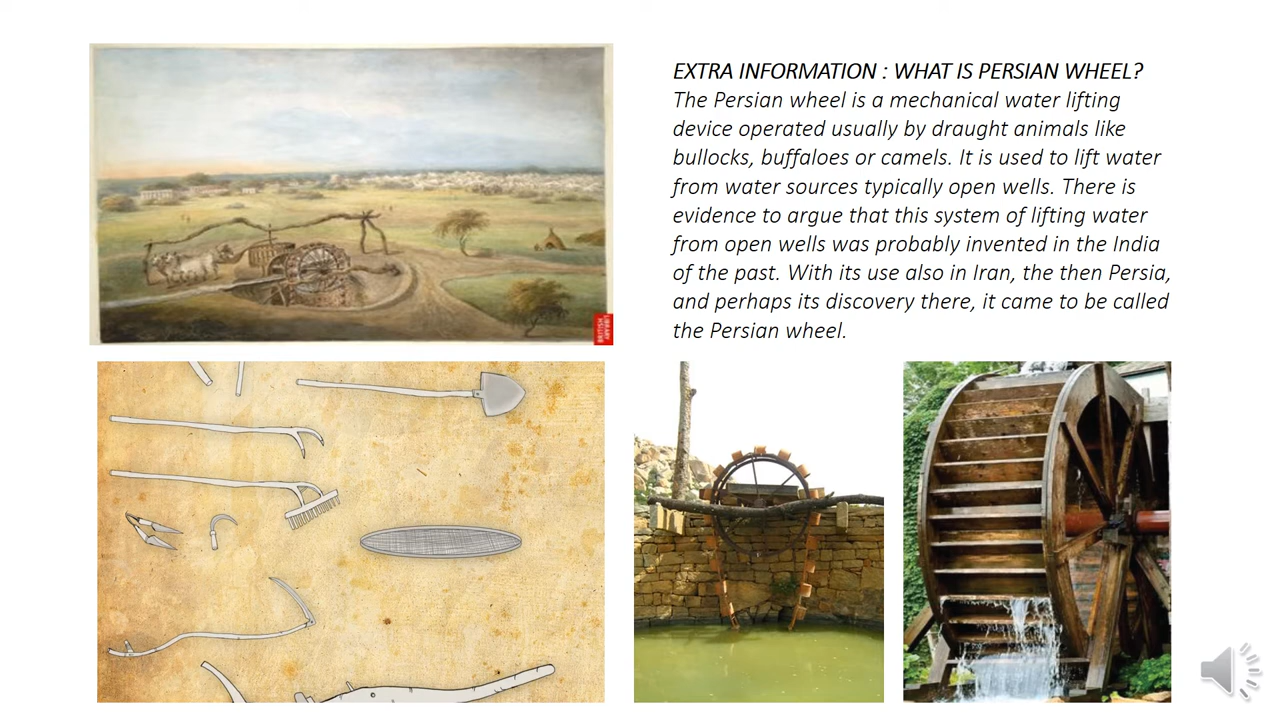 EXTRA INFORMATION : WHAT IS PERSIAN WHEEL?
The Persian wheel is a mechanical water lifting
device operated usually by draught animals like
bullocks, buffaloes or camels. It is used to lift water
from water sources typically open wells. There is
evidence to argue that this system of lifting water
from open wells was probably invented in the India
of the past. With its use also in Iran, the then Persia,
and perhaps its discovery there, it came to be called
the Persian wheel.
BRITISH
LIBRARY